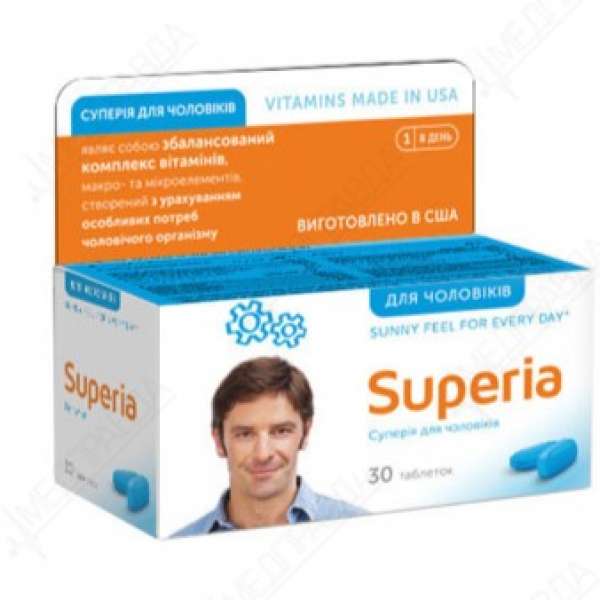 СУПЕРІЯ ДЛЯ ЧОЛОВІКІВ
VITAMINS MADE IN USA
являє собою збалансований
комплекс вітамінів,
макро- та мікроелементів,
створений з урахуванням
особливих потреб
чоловічого організму
1 В ДЕНЬ
ВИГОТОВЛЕНО В США
ДЛЯ ЧОЛОВІКІВ
SUNNY FEEL FOR EVERY DAY*
Superia
Суперія для чоловіків
30 таблеток
Superia
МЕДПРАВДА